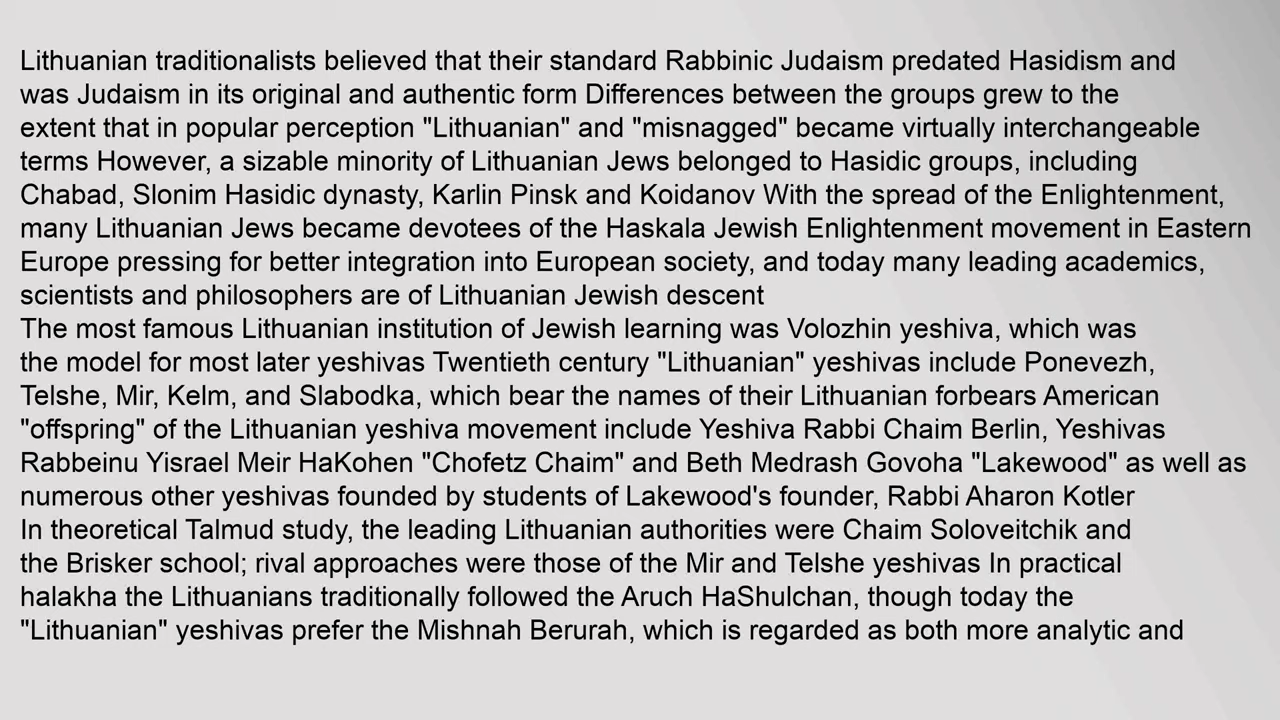 Lithuanian traditionalists believed that their standard Rabbinic Judaism predated Hasidism and
was Judaism in its original and authentic form Differences between the groups grew to the
extent that in popular perception "Lithuanian" and "misnagged" became virtually interchangeable
terms However, a sizable minority of Lithuanian Jews belonged to Hasidic groups, including
Chabad, Slonim Hasidic dynasty, Karlin Pinsk and Koidanov With the spread of the Enlightenment,
many Lithuanian Jews became devotees of the Haskala Jewish Enlightenment movement in Eastern
Europe pressing for better integration into European society, and today many leading academics,
scientists and philosophers are of Lithuanian Jewish descent
The most famous Lithuanian institution of Jewish learning was Volozhin yeshiva, which was
the model for most later yeshivas Twentieth century "Lithuanian" yeshivas include Ponevezh,
Telshe, Mir, Kelm, and Slabodka, which bear the names of their Lithuanian forbears American
"offspring" of the Lithuanian yeshiva movement include Yeshiva Rabbi Chaim Berlin, Yeshivas
Rabbeinu Yisrael Meir HaKohen "Chofetz Chaim" and Beth Medrash Govoha "Lakewood" as well as
numerous other yeshivas founded by students of Lakewood's founder, Rabbi Aharon Kotler
In theoretical Talmud study, the leading Lithuanian authorities were Chaim Soloveitchik and
the Brisker school; rival approaches were those of the Mir and Telshe yeshivas In practical
halakha the Lithuanians traditionally followed the Aruch HaShulchan, though today the
"Lithuanian" yeshivas prefer the Mishnah Berurah, which is regarded as both more analytic and